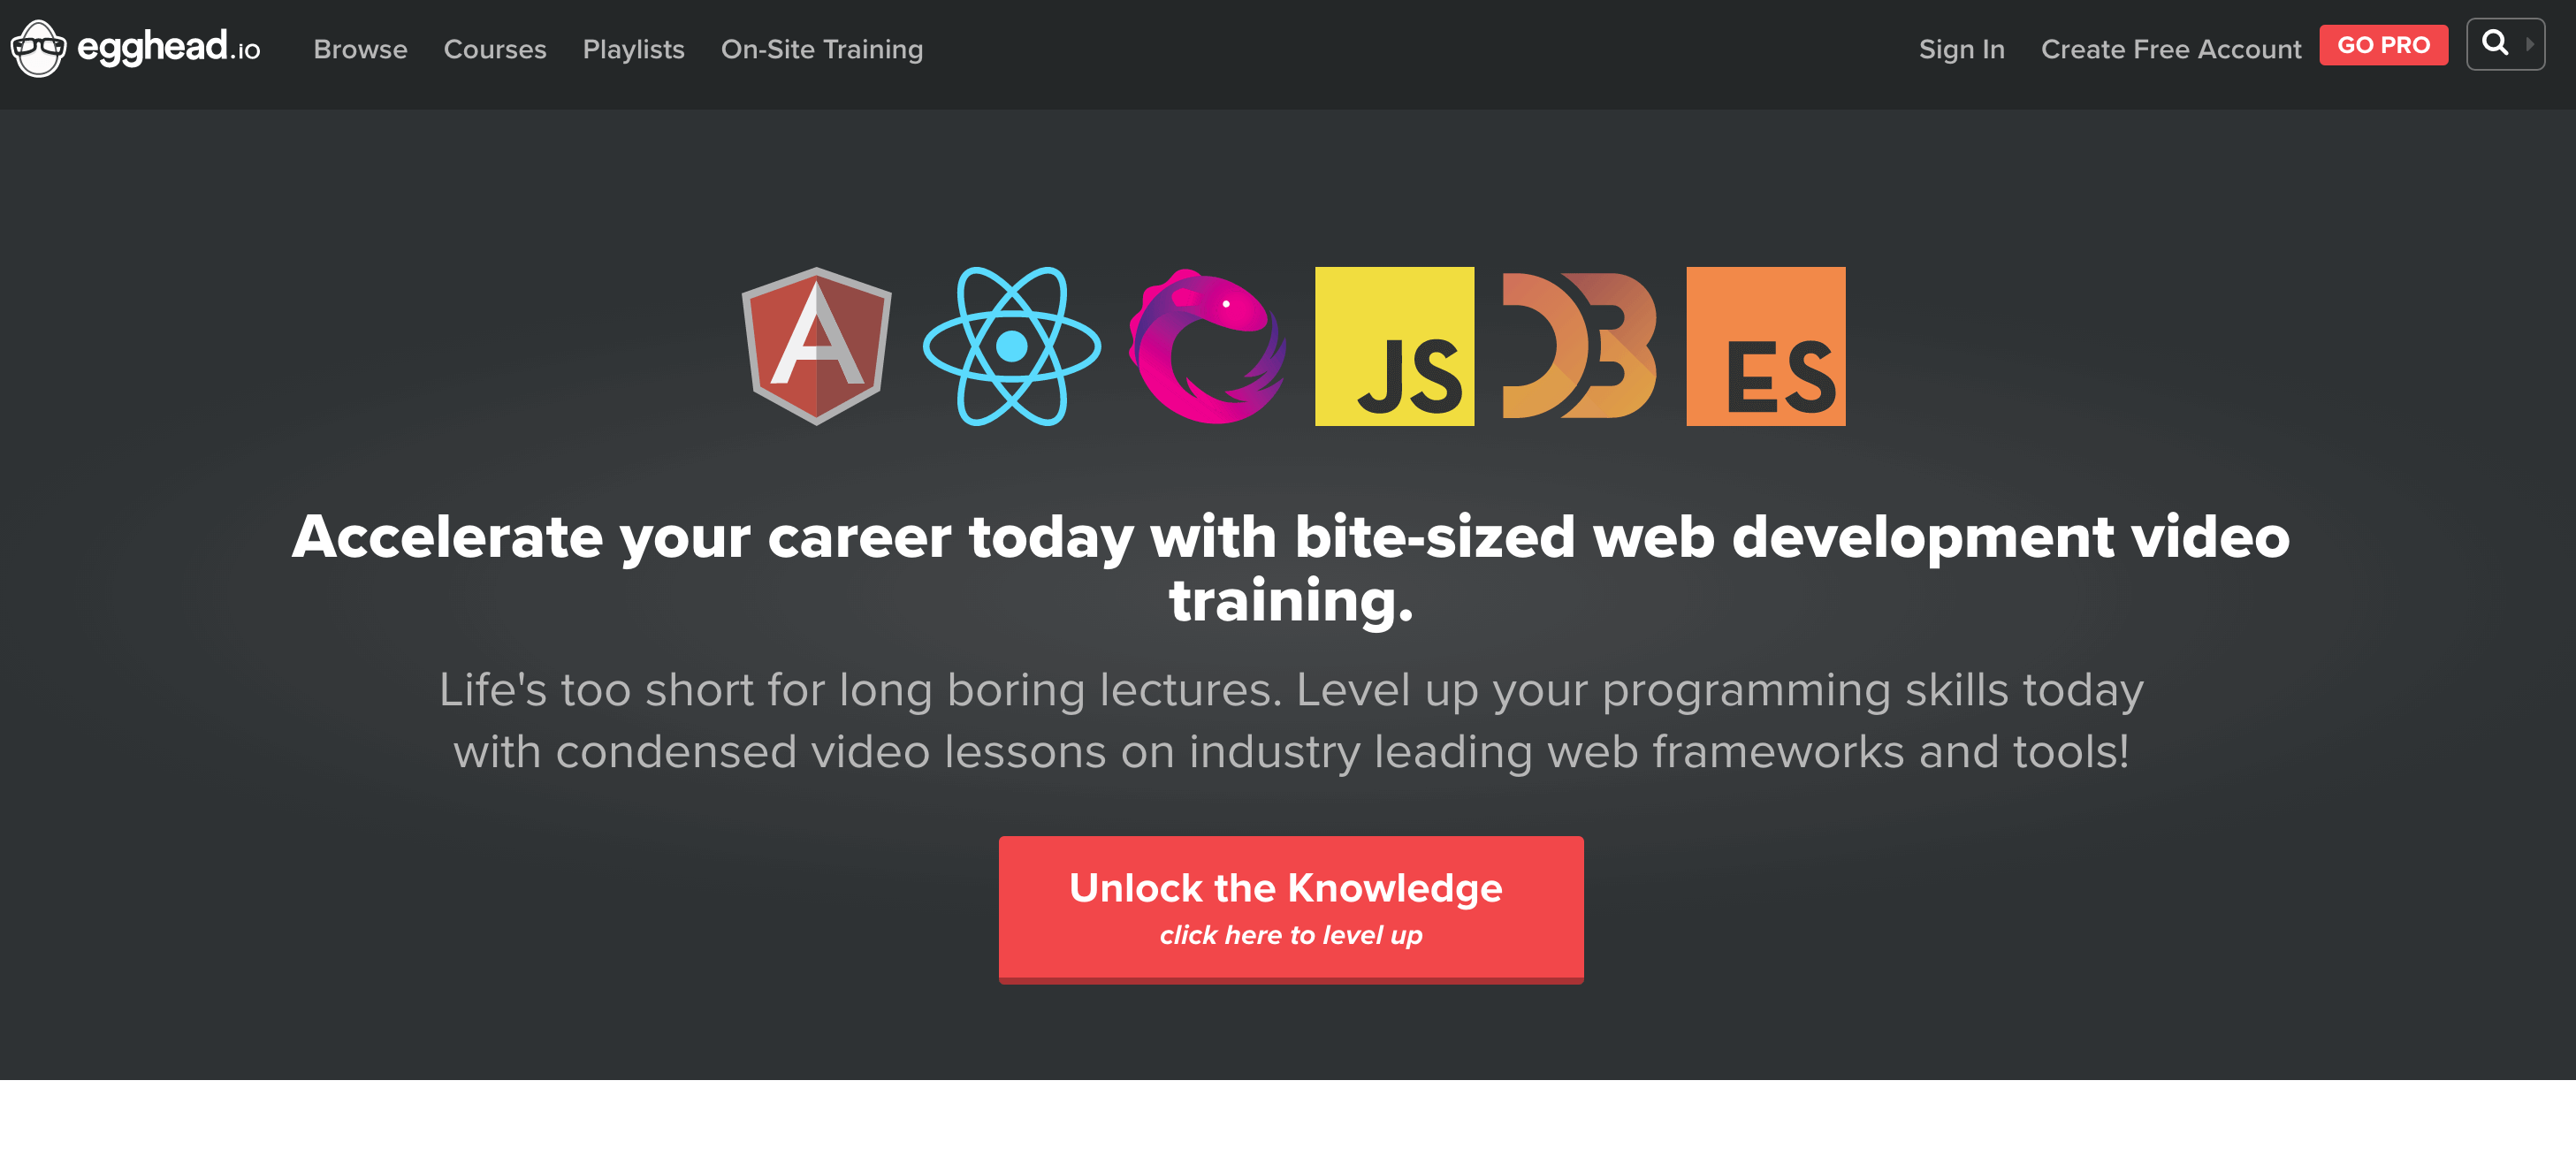 egghead.io Browse Courses Playlists On-Site Training Sign In Create Free Account GO PRO
A JS D3 ES
Accelerate your career today with bite-sized web development video
training.
Life's too short for long boring lectures. Level up your programming skills today
with condensed video lessons on industry leading web frameworks and tools!
Unlock the Knowledge
click here to level up